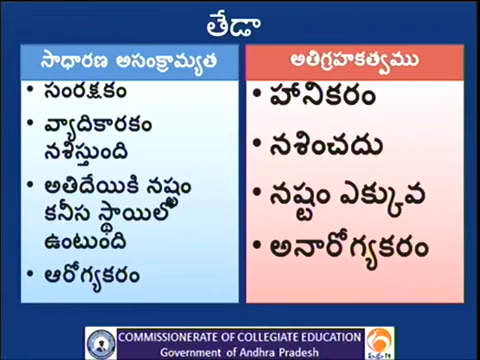 తేడా
సాధారణ అసంక్రామ్యత
సంరక్షకం
వ్యాదికారకం
నశిస్తుంది
అతిదేయికి నష్టం
కనీస స్థాయిలో
ఉంటుంది
ఆరోగ్యకరం
అతిగ్రహకత్వము
హానికరం
నశించదు
నష్టం ఎక్కువ
అనారోగ్యకరం
COMMISSIONERATE OF COLLEGIATE EDUCATION
Government of Andhra Pradesh